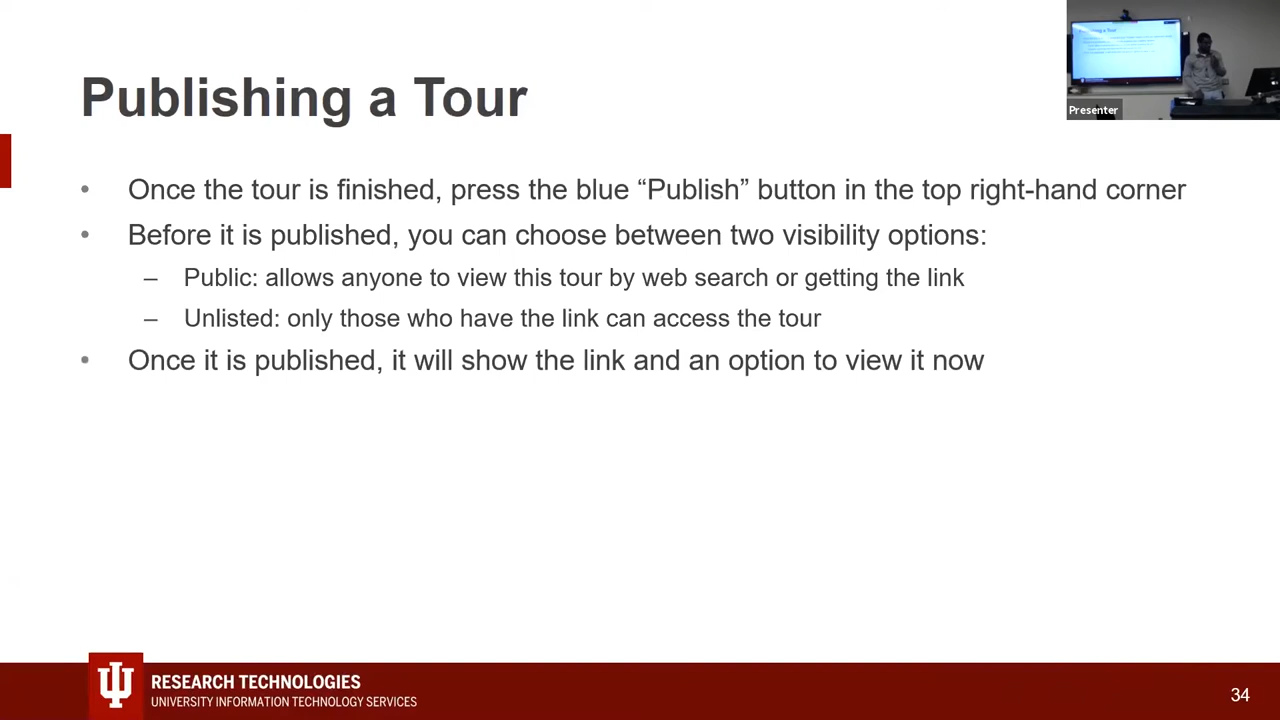 Publishing a Tour
Presenter
• Once the tour is finished, press the blue “Publish” button in the top right-hand corner
• Before it is published, you can choose between two visibility options:
– Public: allows anyone to view this tour by web search or getting the link
– Unlisted: only those who have the link can access the tour
• Once it is published, it will show the link and an option to view it now
RESEARCH TECHNOLOGIES
UNIVERSITY INFORMATION TECHNOLOGY SERVICES
34